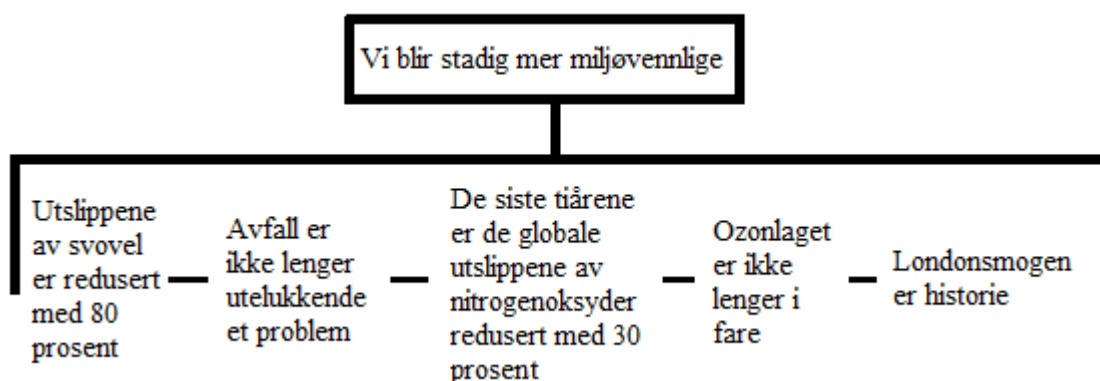 Vi blir stadig mer miljøvennlige
Utslippene
av svovel
er redusert
med 80
prosent
Avfall er
ikke lenger
utelukkende
et problem
De siste tiårene
er de globale
utslippene av
nitrogenoksyder
redusert med 30
prosent
Ozonlaget
er ikke
lenger i
fare
Londonsmogen
er historie